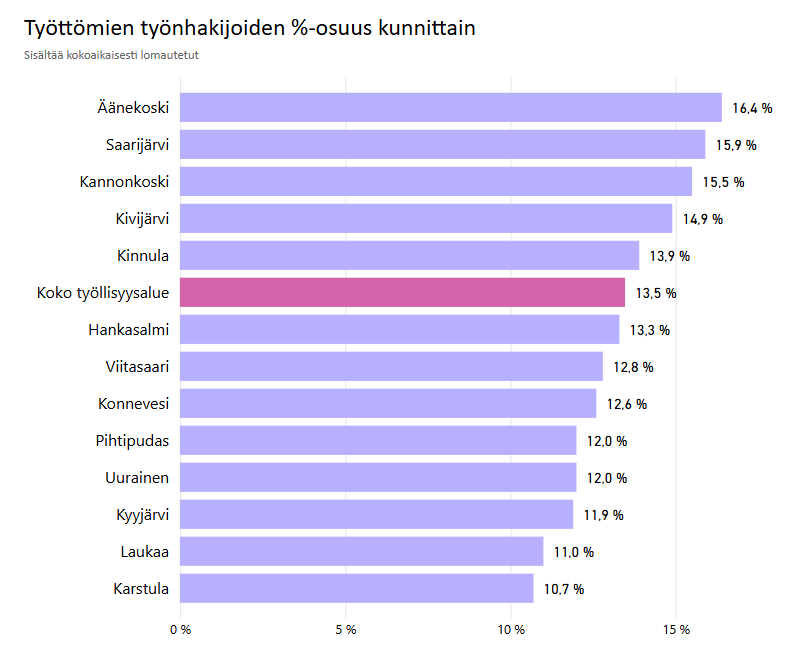 Työttömien työnhakijoiden %-osuus kunnittain
Sisältää kokoaikaisesti lomautetut
Äänekoski 16,4 %
Saarijärvi 15,9 %
Kannonkoski 15,5 %
Kivijärvi 14,9 %
Kinnula 13,9 %
Koko työllisyysalue 13,5 %
Hankasalmi 13,3 %
Viitasaari 12,8 %
Konnevesi 12,6 %
Pihtipudas 12,0 %
Uurainen 12,0 %
Kyyjärvi 11,9 %
Laukaa 11,0 %
Karstula 10,7 %
0 % 5 % 10 % 15 %